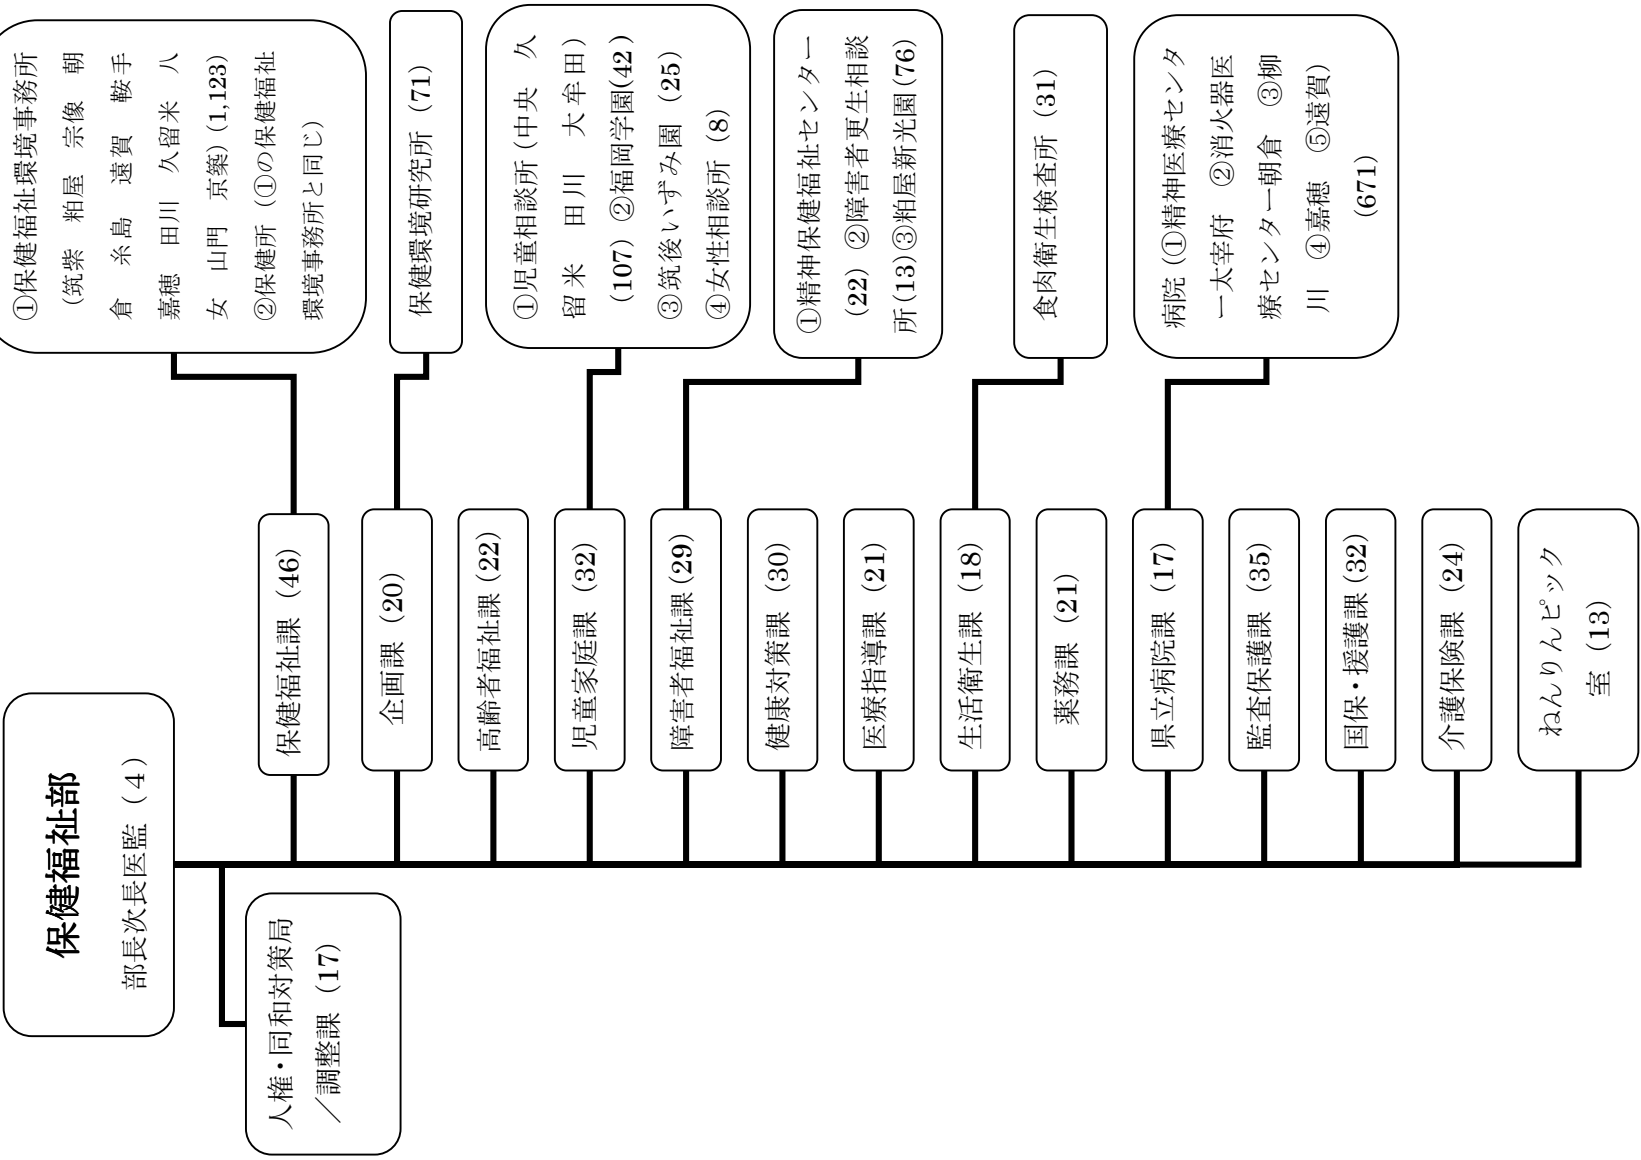 保健福祉部
部長次長医監（４）
人権・同和対策局
／調整課（17）
保健福祉課（46）
①保健福祉環境事務所
（筑紫　粕屋　宗像　朝
倉　糸島　遠賀　鞍手
嘉穂　田川　久留米　八
女　山門　京築）(1,123)
②保健所（①の保健福祉
環境事務所と同じ）
企画課（20）
保健環境研究所（71）
高齢者福祉課（22）
児童家庭課（32）
①児童相談所（中央　久
留米　田川　大牟田）
（107）②福岡学園(42）
③筑後いずみ園（25）
④女性相談所（8）
障害者福祉課（29）
①精神保健福祉センター
（22）②障害者更生相談
所（13）③粕屋新光園（76）
健康対策課（30）
医療指導課（21）
生活衛生課（18）
食肉衛生検査所（31）
薬務課（21）
県立病院課（17）
病院（①精神医療センタ
ー太宰府　②消火器医
療センター朝倉　③柳
川　④嘉穂　⑤遠賀）
（671）
監査保護課（35）
国保・援護課（32）
介護保険課（24）
ねんりんピック
室（13）